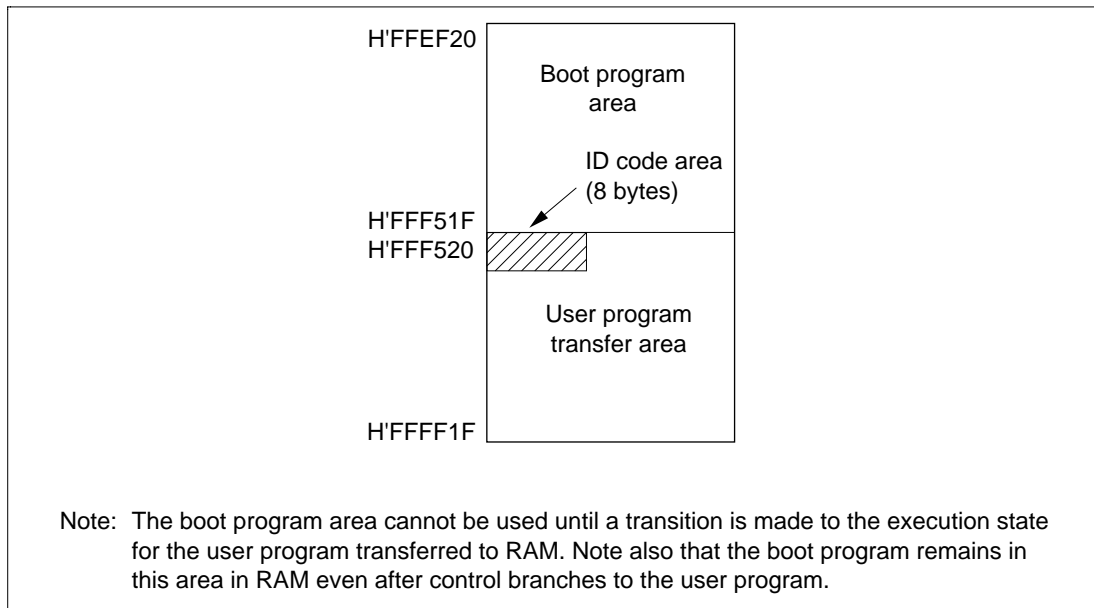 H'FFEF20
Boot program
area
ID code area
(8 bytes)
H'FFF51F
H'FFF520
User program
transfer area
H'FFFF1F
Note: The boot program area cannot be used until a transition is made to the execution state
for the user program transferred to RAM. Note also that the boot program remains in
this area in RAM even after control branches to the user program.